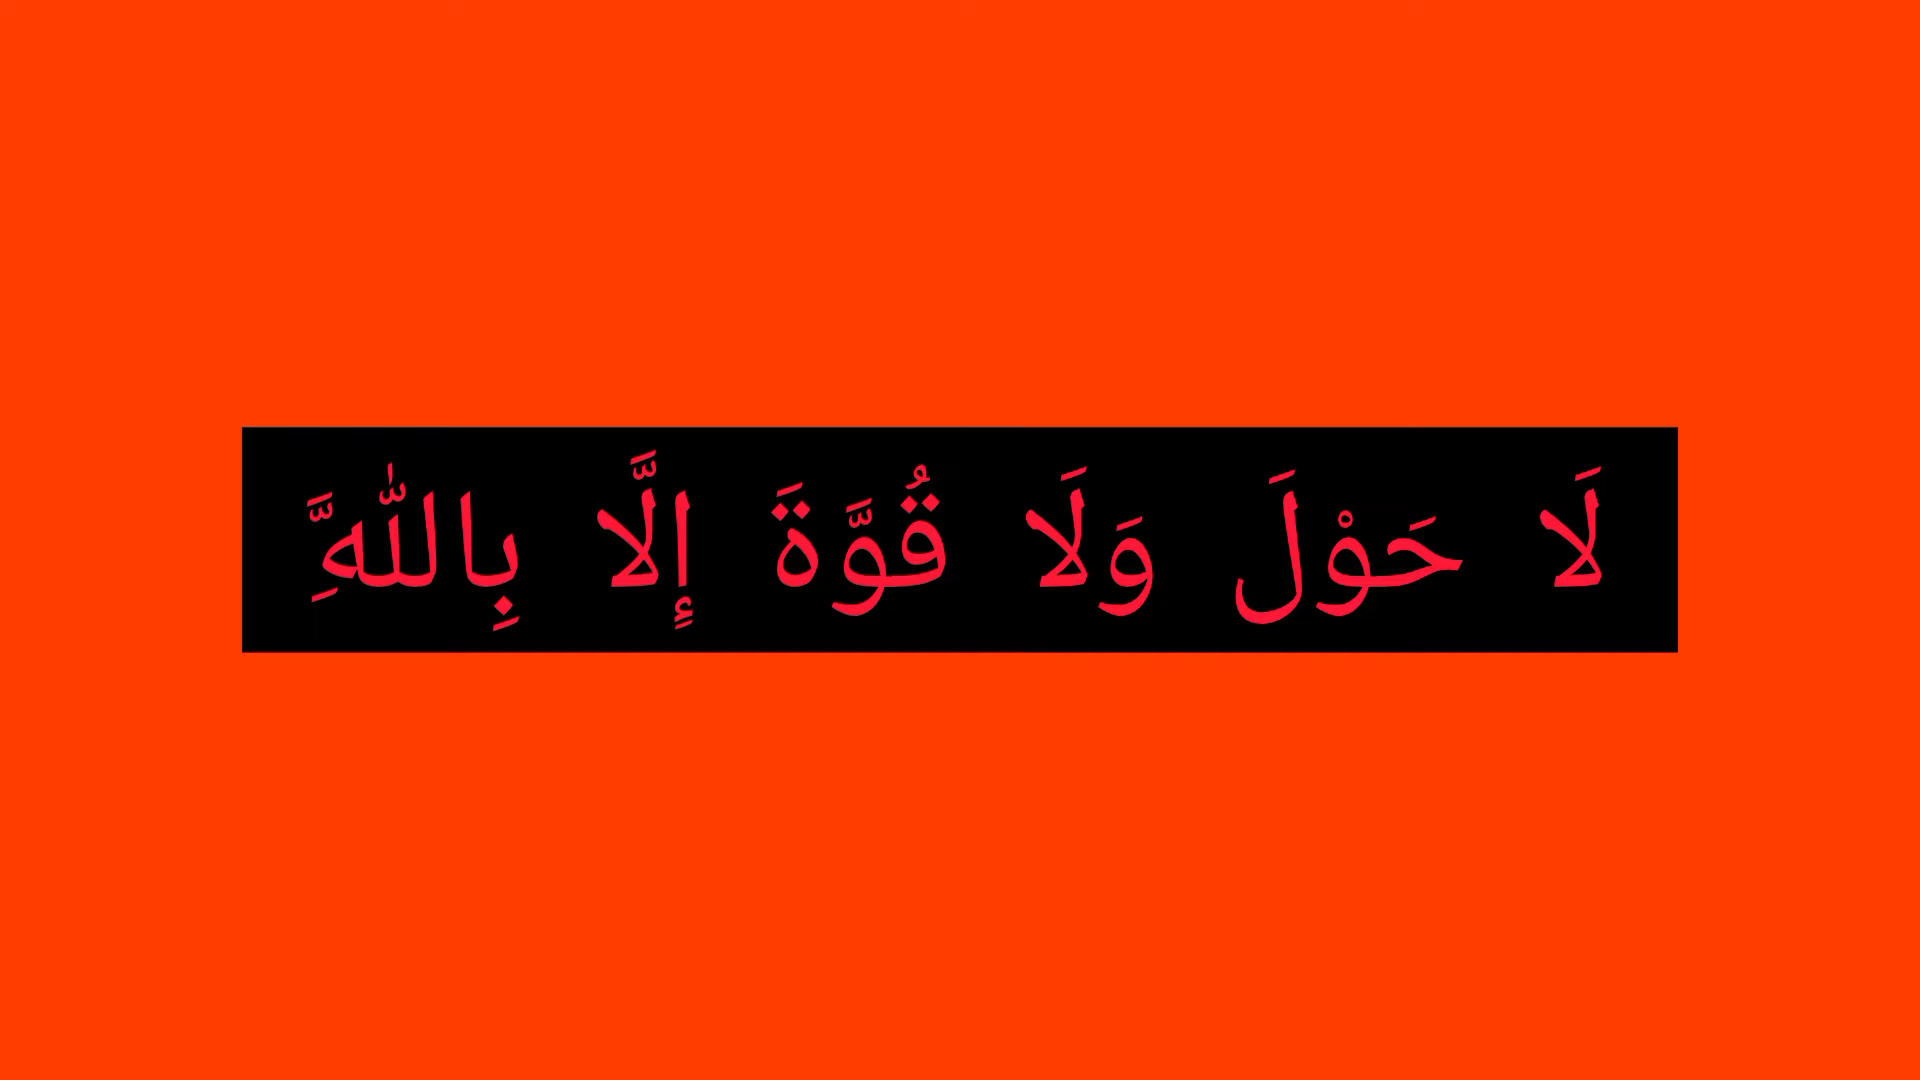 لَا حَوْلَ وَلَا قُوَّةَ إِلَّا بِاللَّهَِّ